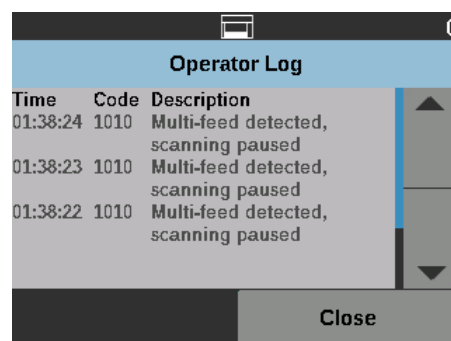 Operator Log
Time Code Description
01:38:24 1010 Multi-feed detected,
scanning paused
01:38:23 1010 Multi-feed detected,
scanning paused
01:38:22 1010 Multi-feed detected,
scanning paused
Close